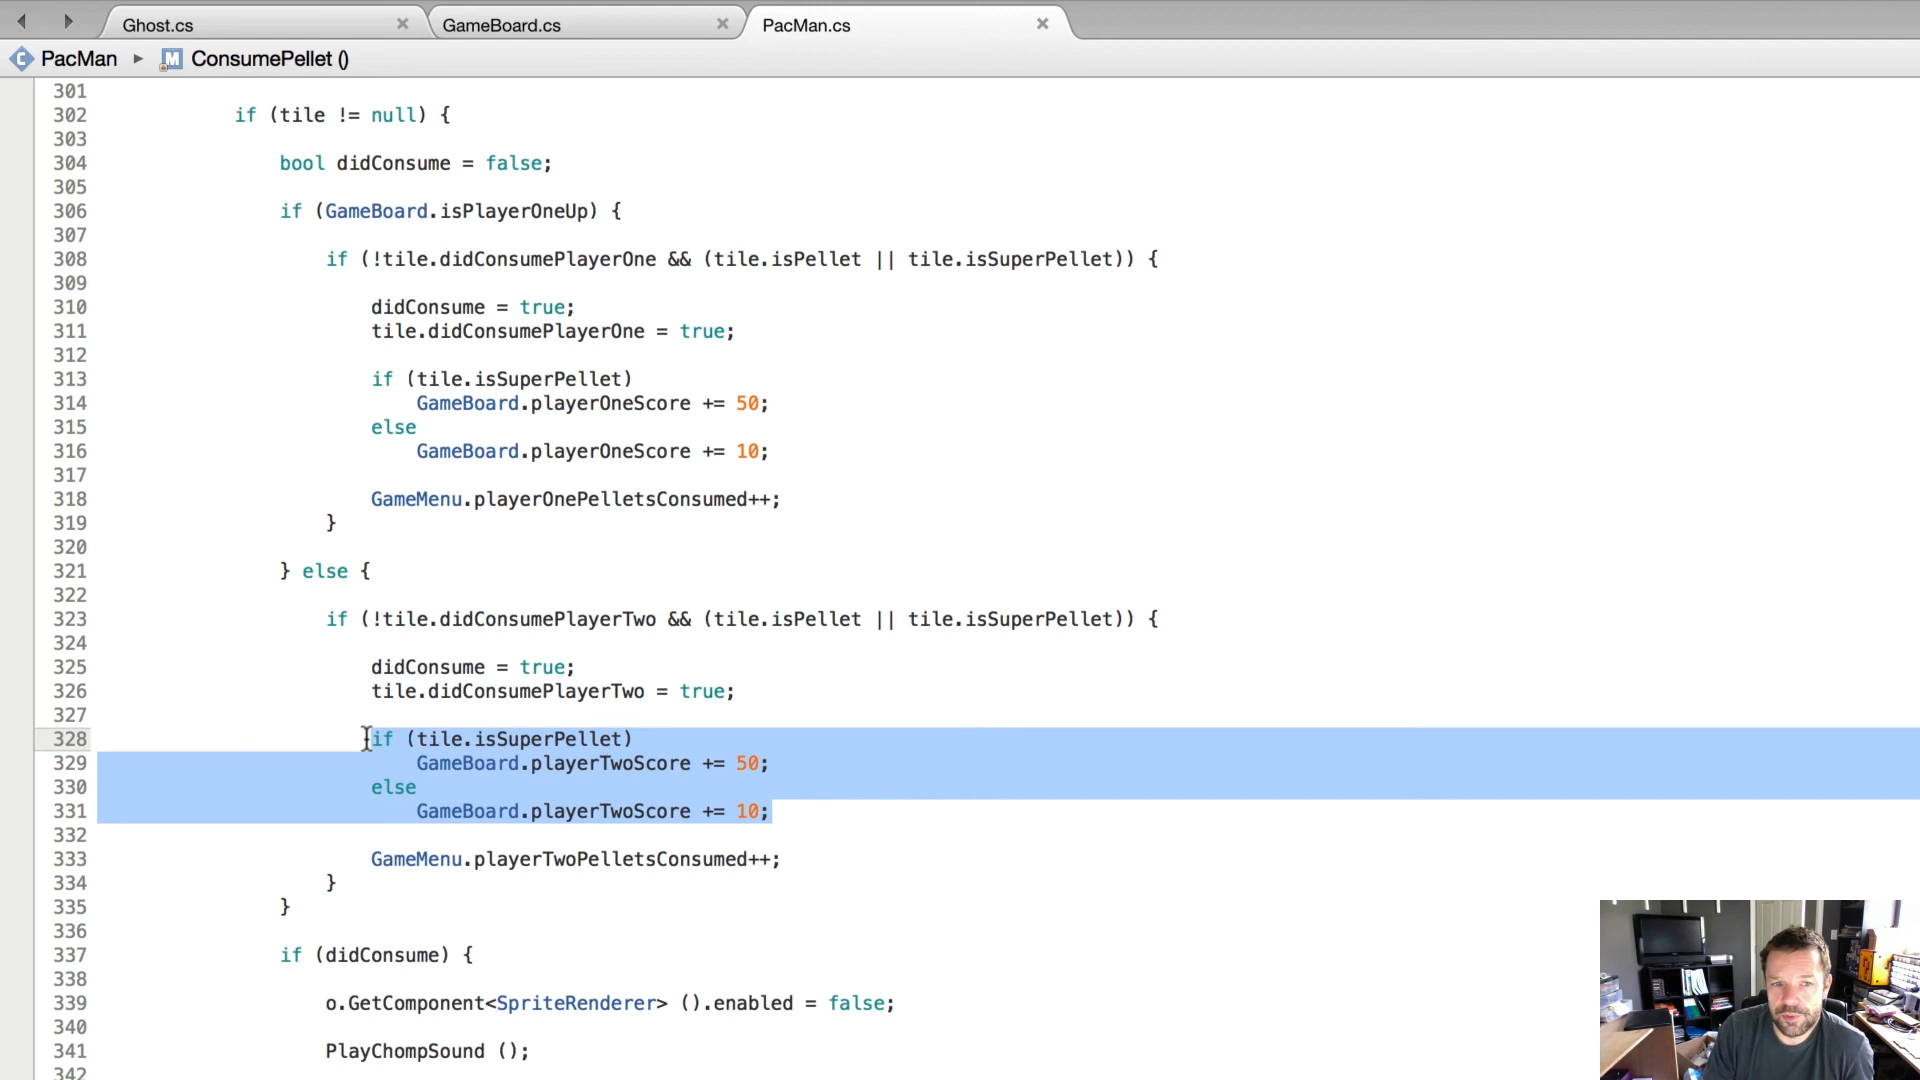 Ghost.cs
GameBoard.cs
PacMan.cs
PacMan ConsumePellet ()
301
302 if (tile != null) {
303
304 bool didConsume = false;
305
306 if (GameBoard.isPlayerOneUp) {
307
308 if (!tile.didConsumePlayerOne && (tile.isPellet || tile.isSuperPellet)) {
309
310 didConsume = true;
311 tile.didConsumePlayerOne = true;
312
313 if (tile.isSuperPellet)
314 GameBoard.playerOneScore += 50;
315 else
316 GameBoard.playerOneScore += 10;
317
318 GameMenu.playerOnePelletsConsumed++;
319 }
320
321 } else {
322
323 if (!tile.didConsumePlayerTwo && (tile.isPellet || tile.isSuperPellet)) {
324
325 didConsume = true;
326 tile.didConsumePlayerTwo = true;
327
328 if (tile.isSuperPellet)
329 GameBoard.playerTwoScore += 50;
330 else
331 GameBoard.playerTwoScore += 10;
332
333 GameMenu.playerTwoPelletsConsumed++;
334 }
335 }
336
337 if (didConsume) {
338
339 o.GetComponent<SpriteRenderer> ().enabled = false;
340
341 PlayChompSound ();
342